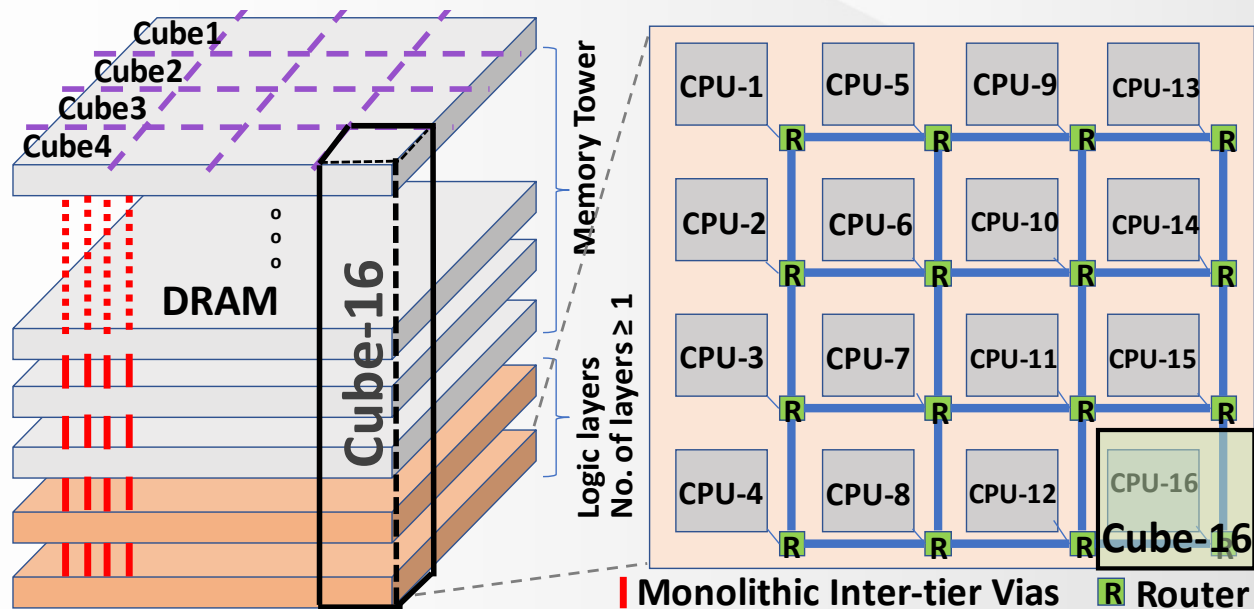 Cube1
Cube2
Cube3
Cube4
o
o
o
DRAM
Cube-16
Memory Tower
Logic layers
No. of layers ≥ 1
CPU-1 CPU-5 CPU-9 CPU-13
R R R R
CPU-2 CPU-6 CPU-10 CPU-14
R R R R
CPU-3 CPU-7 CPU-11 CPU-15
R R R R
CPU-4 CPU-8 CPU-12 CPU-16
Cube-16
R R R R
Monolithic Inter-tier Vias
R Router